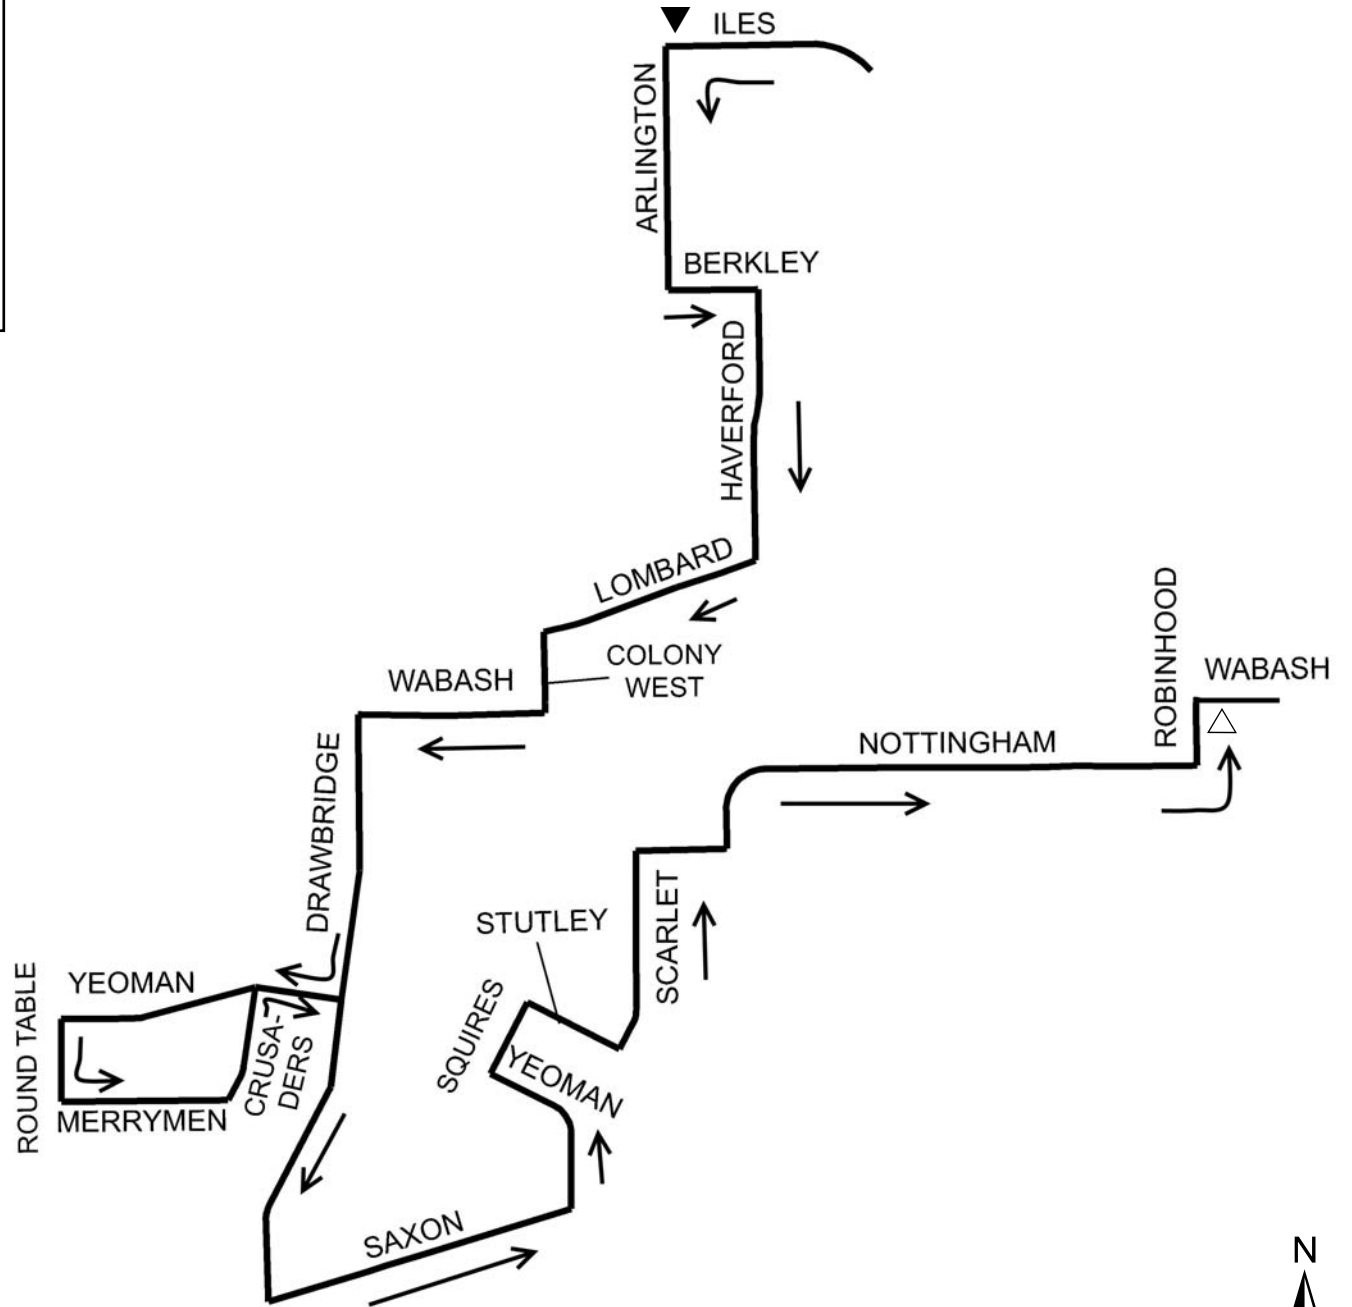 ILES
ARLINGTON
BERKLEY
HAVERFORD
LOMBARD
COLONY
WEST
WABASH
ROBINHOOD
WABASH
NOTTINGHAM
DRAWBRIDGE
SCARLET
STUTLEY
SQUIRES
YEOMAN
YEOMAN
ROUND TABLE
CRUSA-
DERS
MERRYMEN
SAXON
N